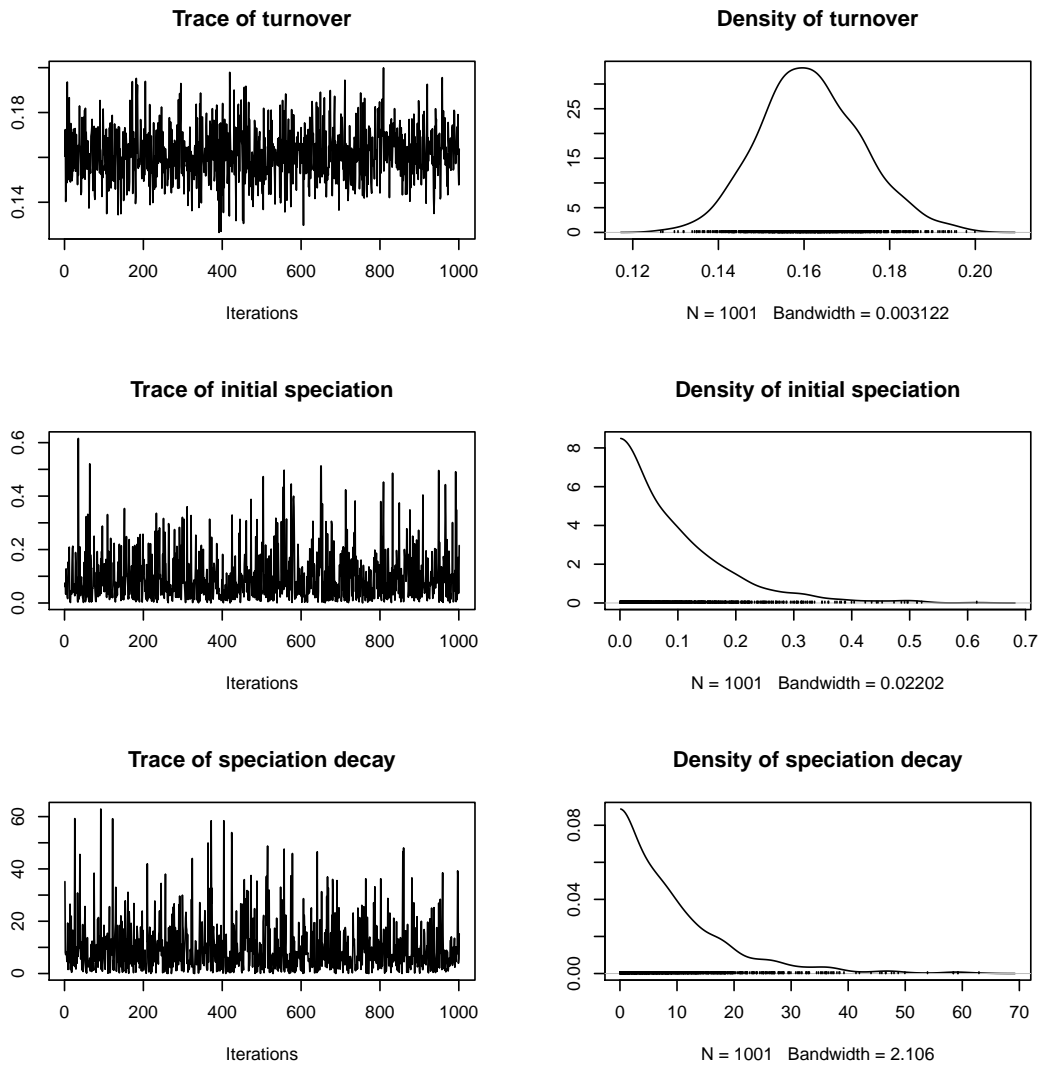 Trace of turnover
0.14 0.18
0 200 400 600 800 1000
Iterations
Density of turnover
0 5 15 25
0.12 0.14 0.16 0.18 0.20
N = 1001 Bandwidth = 0.003122
Trace of initial speciation
0.0 0.2 0.4 0.6
0 200 400 600 800 1000
Iterations
Density of initial speciation
0 2 4 6 8
0.0 0.1 0.2 0.3 0.4 0.5 0.6 0.7
N = 1001 Bandwidth = 0.02202
Trace of speciation decay
0 20 40 60
0 200 400 600 800 1000
Iterations
Density of speciation decay
0.00 0.04 0.08
0 10 20 30 40 50 60 70
N = 1001 Bandwidth = 2.106